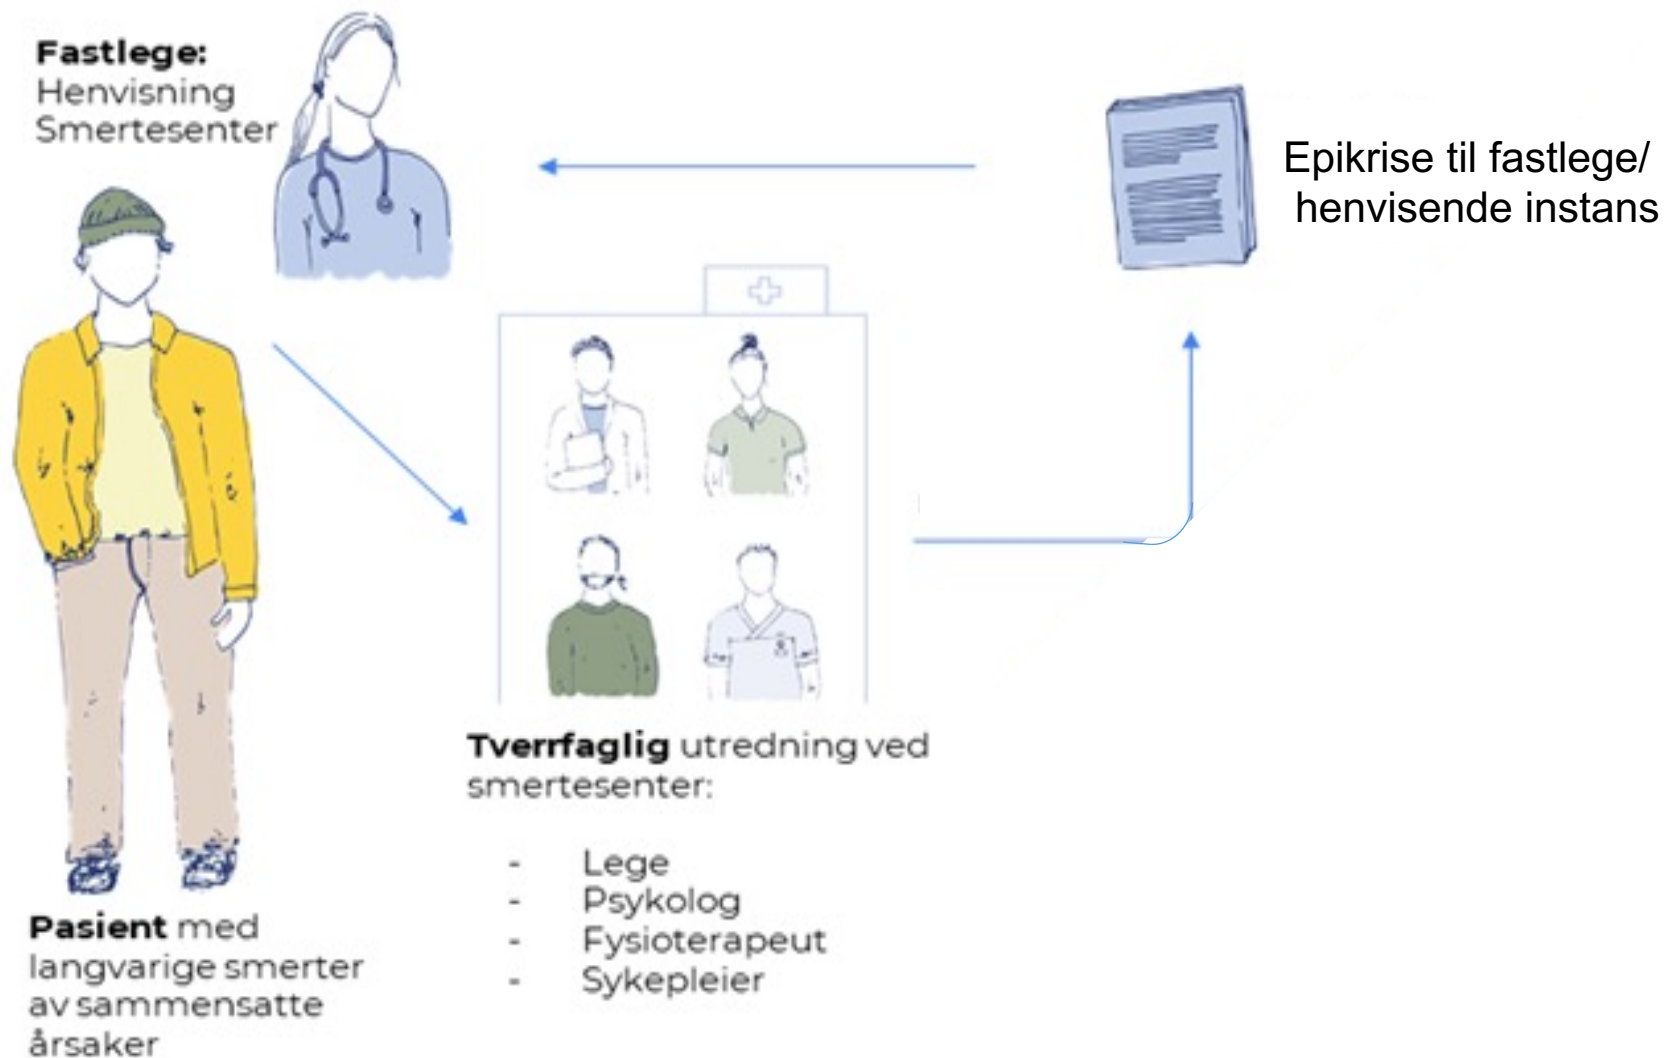 Fastlege:
Henvisning
Smertesenter
Epikrise til fastlege/
henvisende instans
Tverrfaglig utredning ved
smertesenter:
- Lege
- Psykolog
- Fysioterapeut
- Sykepleier
Pasient med
langvarige smerter
av sammensatte
årsaker